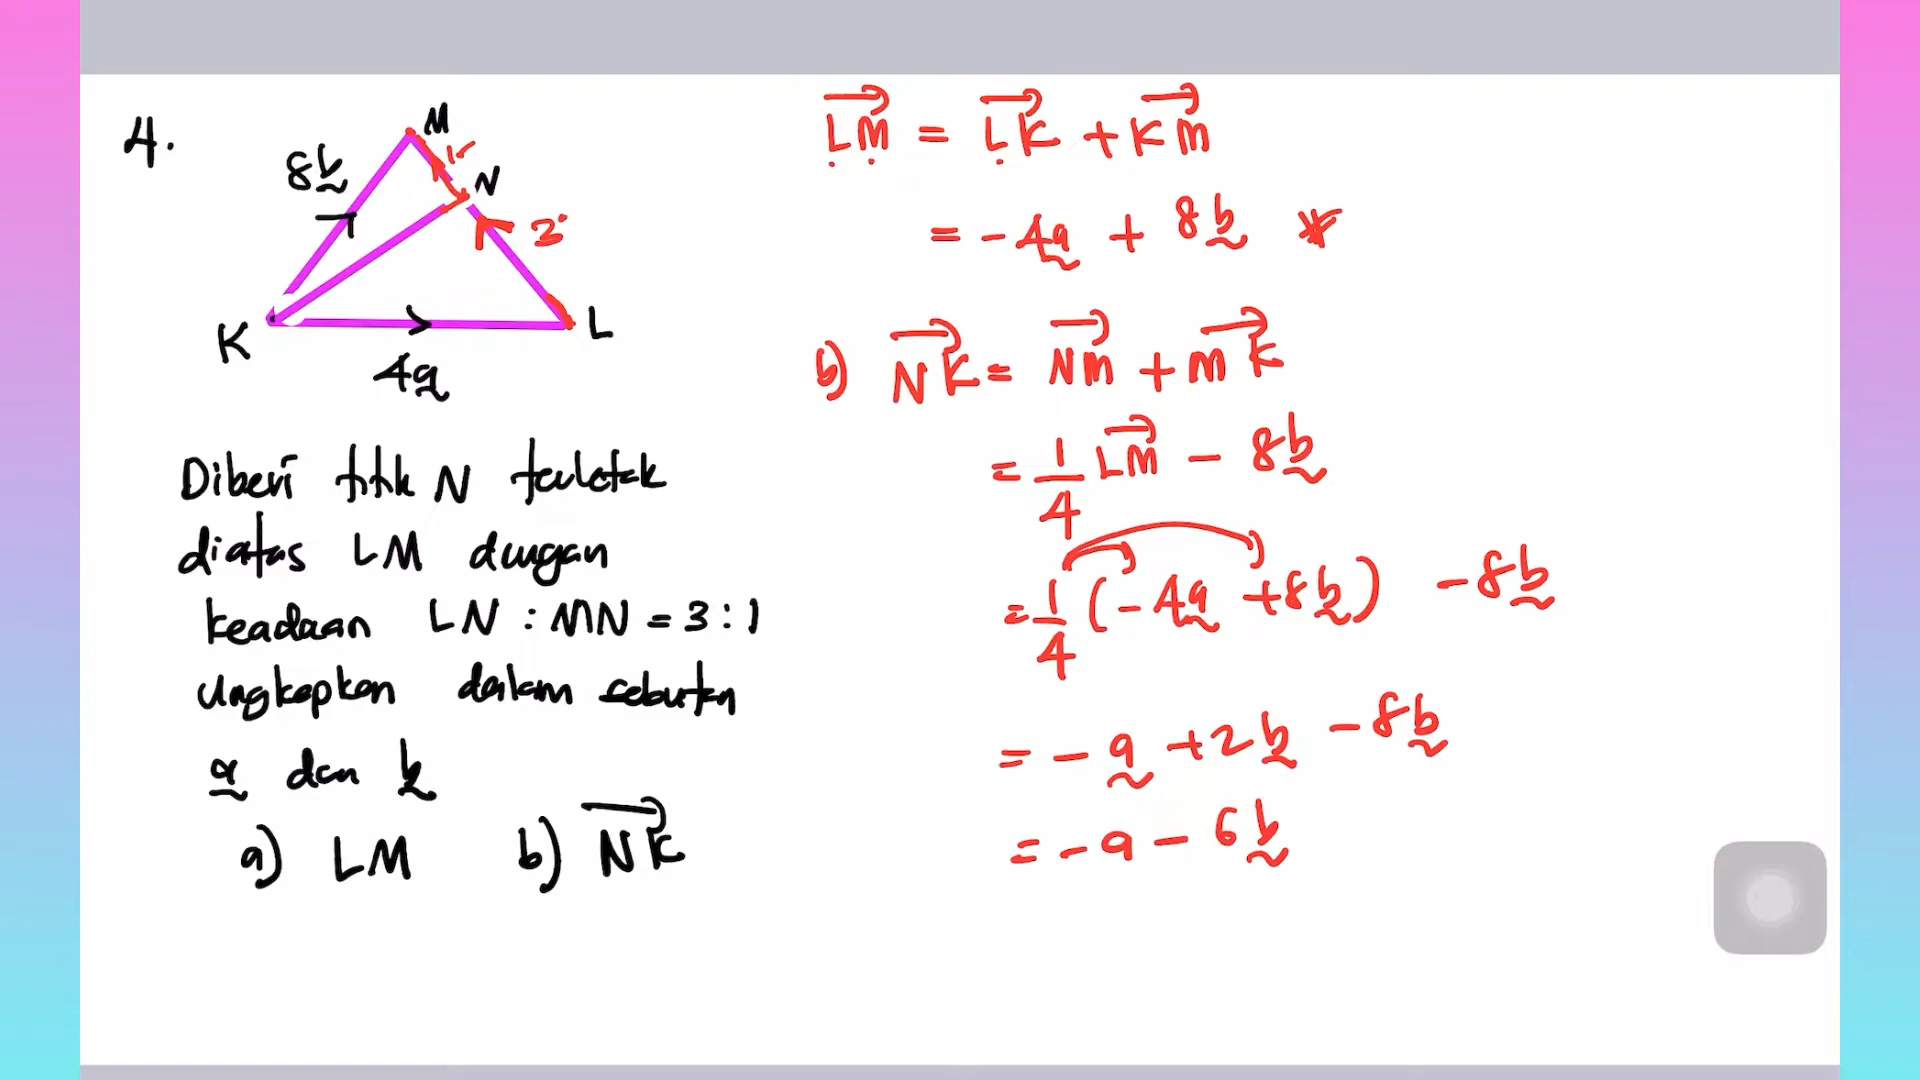 4.
M
8b
N
1
3
K
L
4a
Diberi titik N terletak
diatas LM dengan
keadaan LN : MN = 3 : 1
Ungkapkan dalam sebutan
a dan b
a) LM b) NK
LM = LK + KM
= -4a + 8b *
b) NK = NM + MK
= 1/4 LM - 8b
= 1/4 (-4a + 8b) - 8b
= -a + 2b - 8b
= -a - 6b